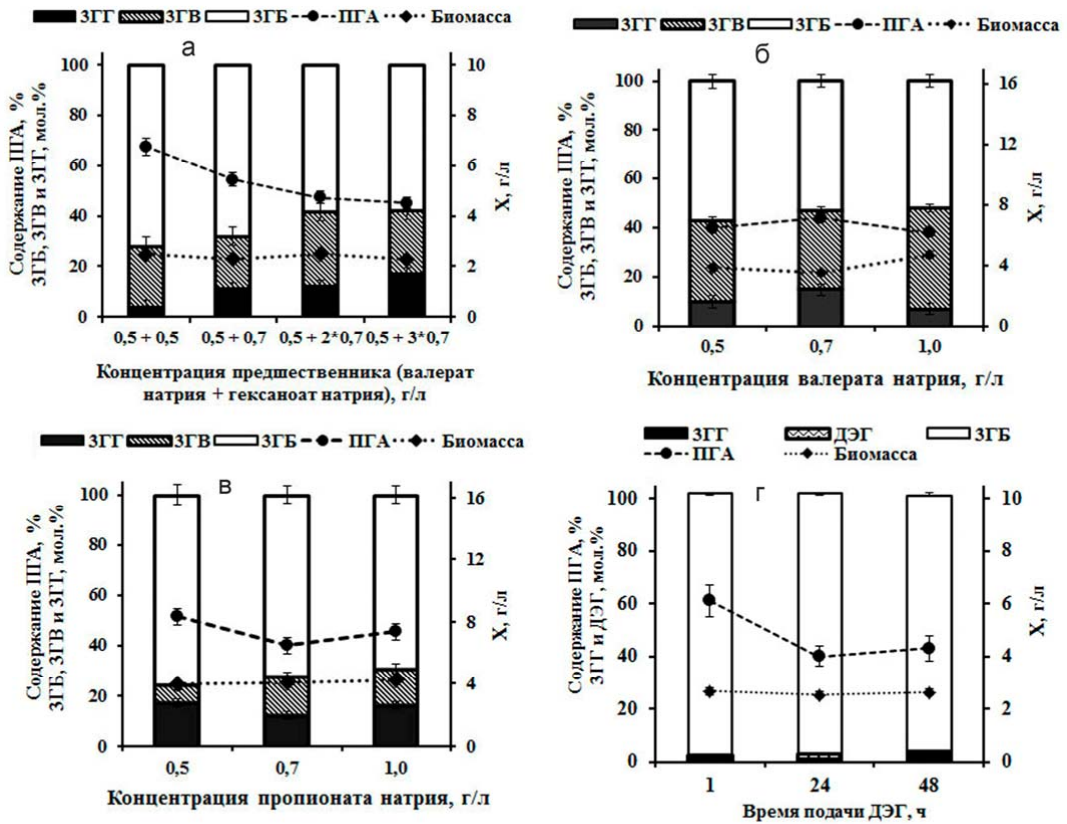 3ГГ 3ГВ 3ГБ ПГА Биомасса
а
Содержание ПГА, %
3ГБ, 3ГВ и 3ГГ, мол.%
100
80
60
40
20
0
10
8
6
4
2
0
X, г/л
0,5 + 0,5 0,5 + 0,7 0,5 + 2*0,7 0,5 + 3*0,7
Концентрация предшественника (валерат
натрия + гексаноат натрия), г/л
3ГГ 3ГВ 3ГБ ПГА Биомасса
б
Содержание ПГА, %
3ГБ, 3ГВ и 3ГГ, мол.%
100
80
60
40
20
0
16
12
8
4
0
X, г/л
0,5 0,7 1,0
Концентрация валерата натрия, г/л
3ГГ 3ГВ 3ГБ ПГА Биомасса
в
Содержание ПГА, %
3ГБ, 3ГВ и 3ГГ, мол.%
100
80
60
40
20
0
16
12
8
4
0
X, г/л
0,5 0,7 1,0
Концентрация пропионата натрия, г/л
3ГГ ДЭГ 3ГБ
ПГА Биомасса
г
Содержание ПГА, %
3ГГ и ДЭГ, мол.%
100
80
60
40
20
0
10
8
6
4
2
0
X, г/л
1 24 48
Время подачи ДЭГ, ч